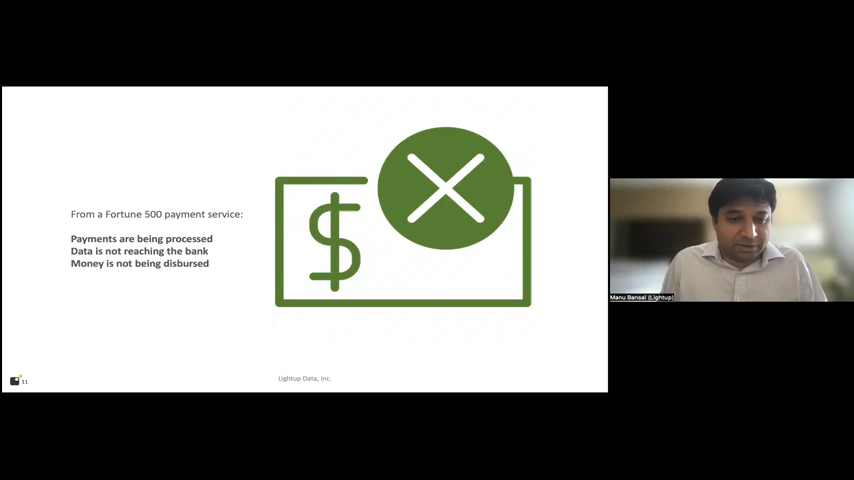 From a Fortune 500 payment service:
Payments are being processed
Data is not reaching the bank
Money is not being disbursed
$
11
Lightup Data, Inc.
Manu Bansal (Lightup)